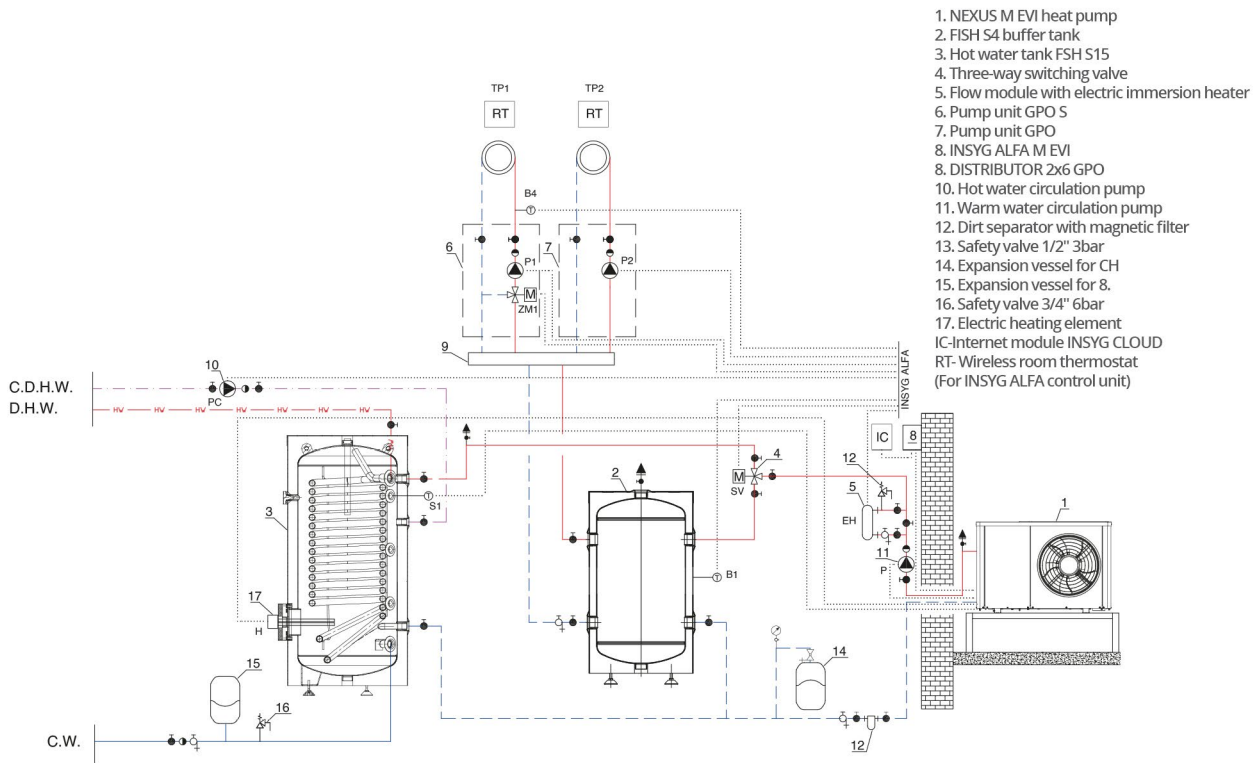 1. NEXUS M EVI heat pump
2. FISH S4 buffer tank
3. Hot water tank FSH S15
4. Three-way switching valve
5. Flow module with electric immersion heater
6. Pump unit GPO S
7. Pump unit GPO
8. INSYG ALFA M EVI
8. DISTRIBUTOR 2x6 GPO
10. Hot water circulation pump
11. Warm water circulation pump
12. Dirt separator with magnetic filter
13. Safety valve 1/2" 3bar
14. Expansion vessel for CH
15. Expansion vessel for 8.
16. Safety valve 3/4" 6bar
17. Electric heating element
IC-Internet module INSYG CLOUD
RT- Wireless room thermostat
(For INSYG ALFA control unit)
TP1 TP2
RT RT
B4
6 7
P1 P2
M
ZM1
9
INSYG ALFA
10
C.D.H.W.
PC
D.H.W.
HW HW HW HW HW HW
HW
IC 8
12
4
M
SV
2
5
3
S1
EH
1
11
P
B1
17
H
15
14
16
C.W.
12